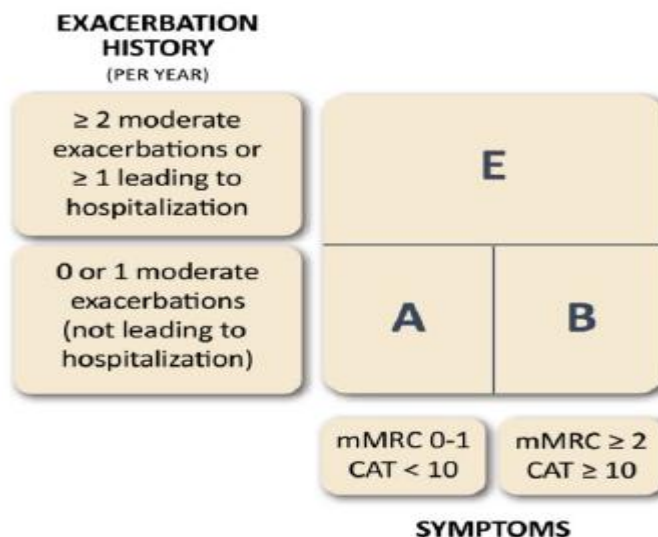 EXACERBATION
HISTORY
(PER YEAR)
≥ 2 moderate
exacerbations or
≥ 1 leading to
hospitalization
E
0 or 1 moderate
exacerbations
(not leading to
hospitalization)
A
B
mMRC 0-1
CAT < 10
mMRC ≥ 2
CAT ≥ 10
SYMPTOMS